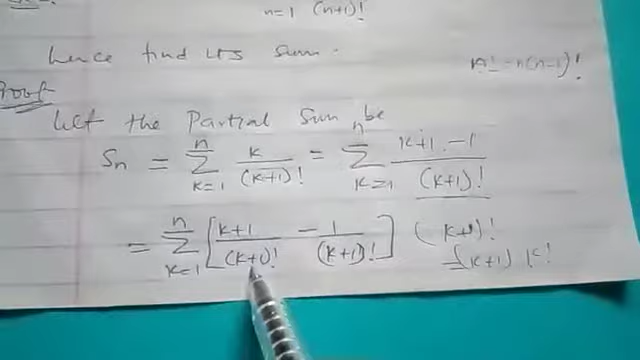 n=1 (n+1)!
hence find its sum.
n! = n(n-1)!
Proof
Let the Partial Sum be
Sn = n∑k=1 k/(k+1)! = n∑k=1 k+1-1/(k+1)!
= n∑k=1 [k+1/(k+1)! - 1/(k+1)!] (k+1)!
=(k+1) k!